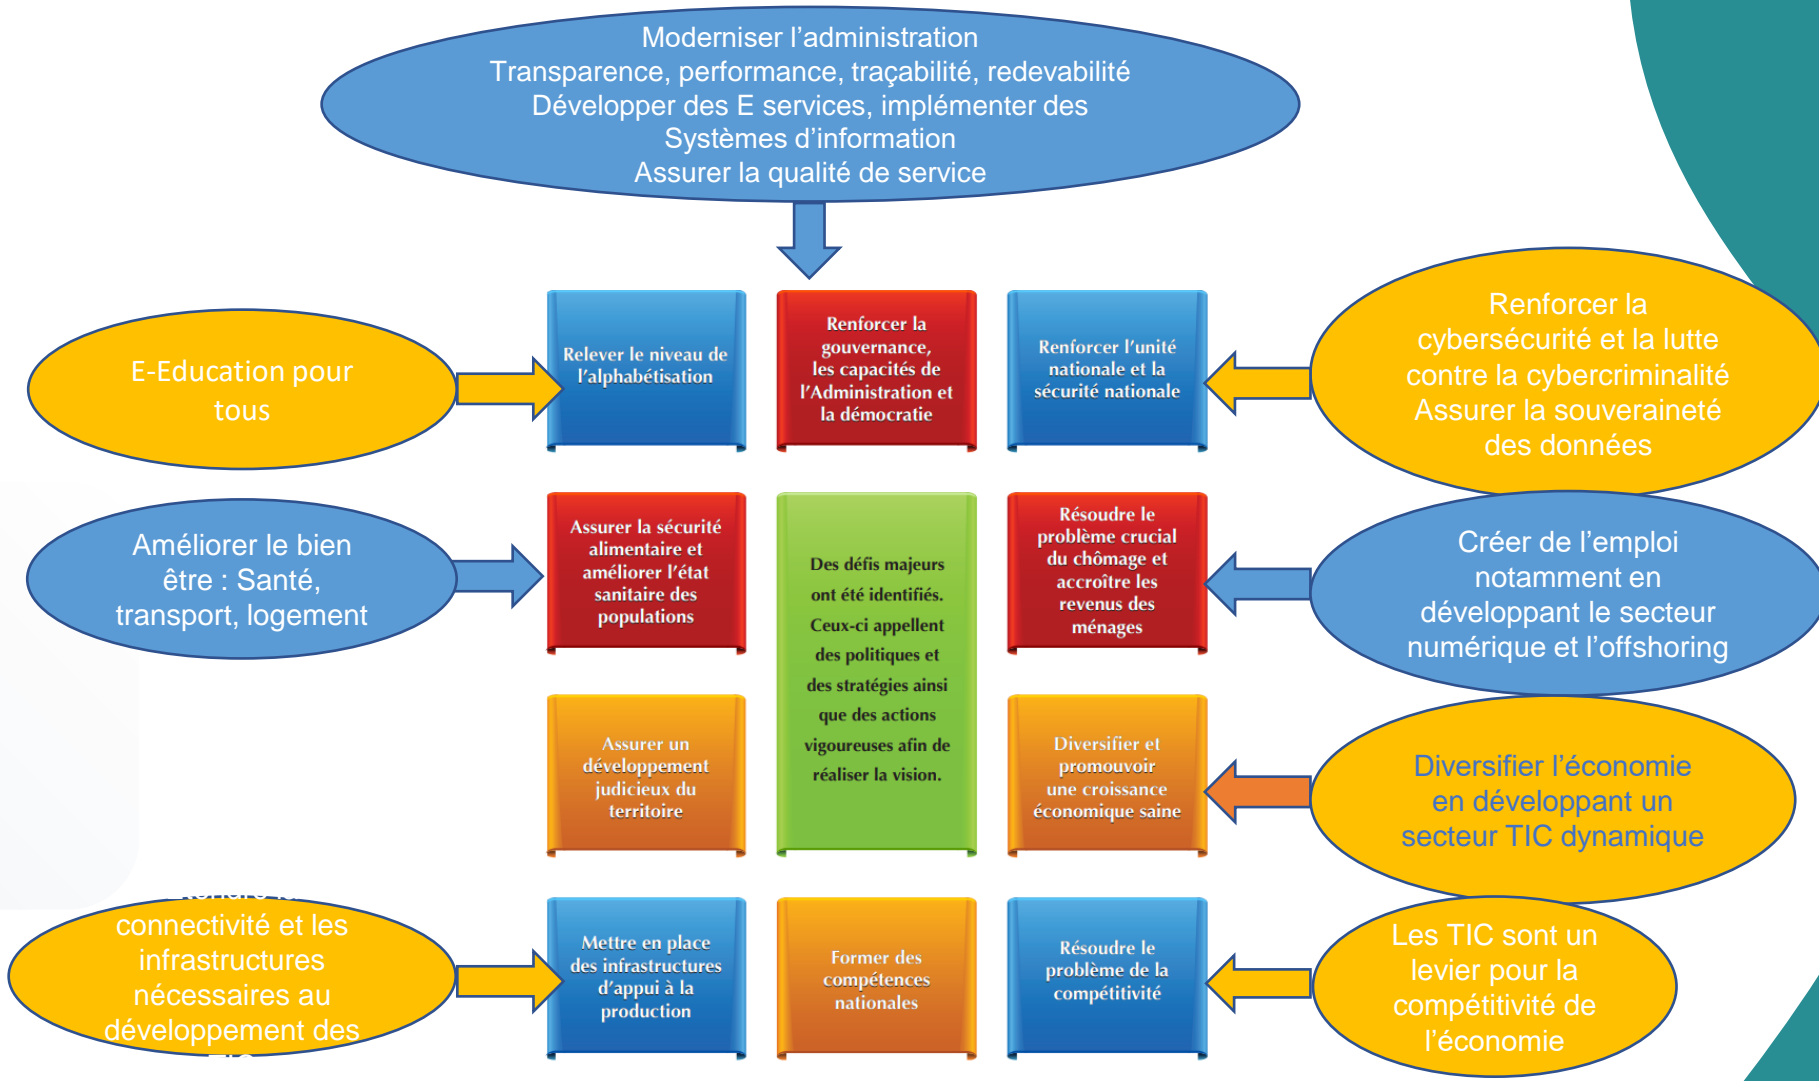 Moderniser l’administration
Transparence, performance, traçabilité, redevabilité
Développer des E services, implémenter des
Systèmes d’information
Assurer la qualité de service
E-Education pour
tous
Relever le niveau de
l’alphabétisation
Renforcer la
gouvernance,
les capacités de
l’Administration et
la démocratie
Renforcer l’unité
nationale et la
sécurité nationale
Renforcer la
cybersécurité et la lutte
contre la cybercriminalité
Assurer la souveraineté
des données
Améliorer le bien
être : Santé,
transport, logement
Assurer la sécurité
alimentaire et
améliorer l’état
sanitaire des
populations
Des défis majeurs
ont été identifiés.
Ceux-ci appellent
des politiques et
des stratégies ainsi
que des actions
vigoureuses afin de
réaliser la vision.
Résoudre le
problème crucial
du chômage et
accroître les
revenus des
ménages
Créer de l’emploi
notamment en
développant le secteur
numérique et l’offshoring
Assurer un
développement
judicieux du
territoire
Diversifier et
promouvoir
une croissance
économique saine
Diversifier l’économie
en développant un
secteur TIC dynamique
connectivité et les
infrastructures
nécessaires au
développement des
TIC
Mettre en place
des infrastructures
d’appui à la
production
Former des
compétences
nationales
Résoudre le
problème de la
compétitivité
Les TIC sont un
levier pour la
compétitivité de
l’économie